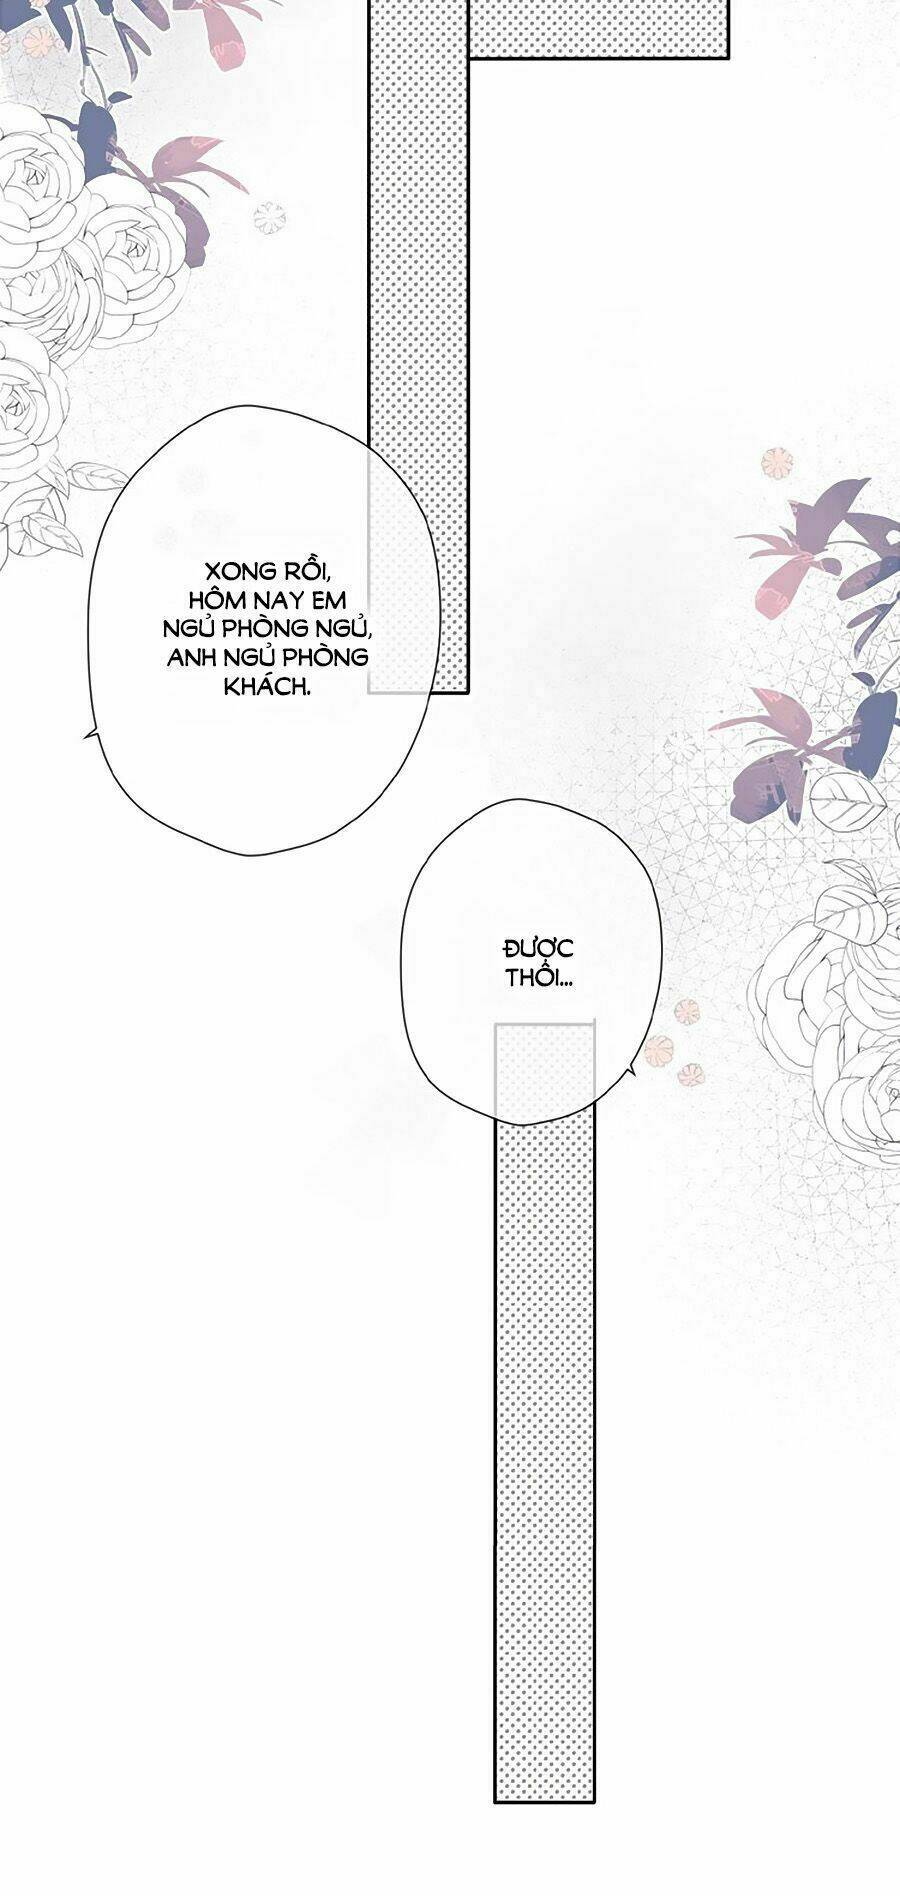 XONG RỒI,
HÔM NAY EM
NGỦ PHÒNG NGỦ,
ANH NGỦ PHÒNG
KHÁCH.
ĐƯỢC
THÔI...